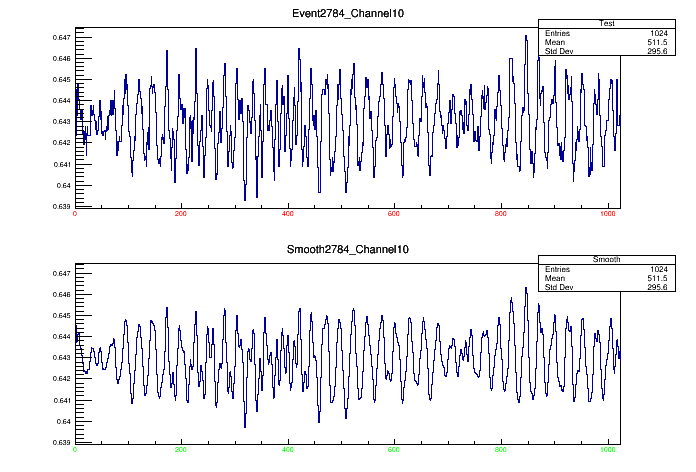 Event2784_Channel10
Test
Entries 1024
Mean 511.5
Std Dev 295.6
0.647
0.646
0.645
0.644
0.643
0.642
0.641
0.64
0.639
0 200 400 600 800 1000
Smooth2784_Channel10
Smooth
Entries 1024
Mean 511.5
Std Dev 295.6
0.647
0.646
0.645
0.644
0.643
0.642
0.641
0.64
0.639
0 200 400 600 800 1000